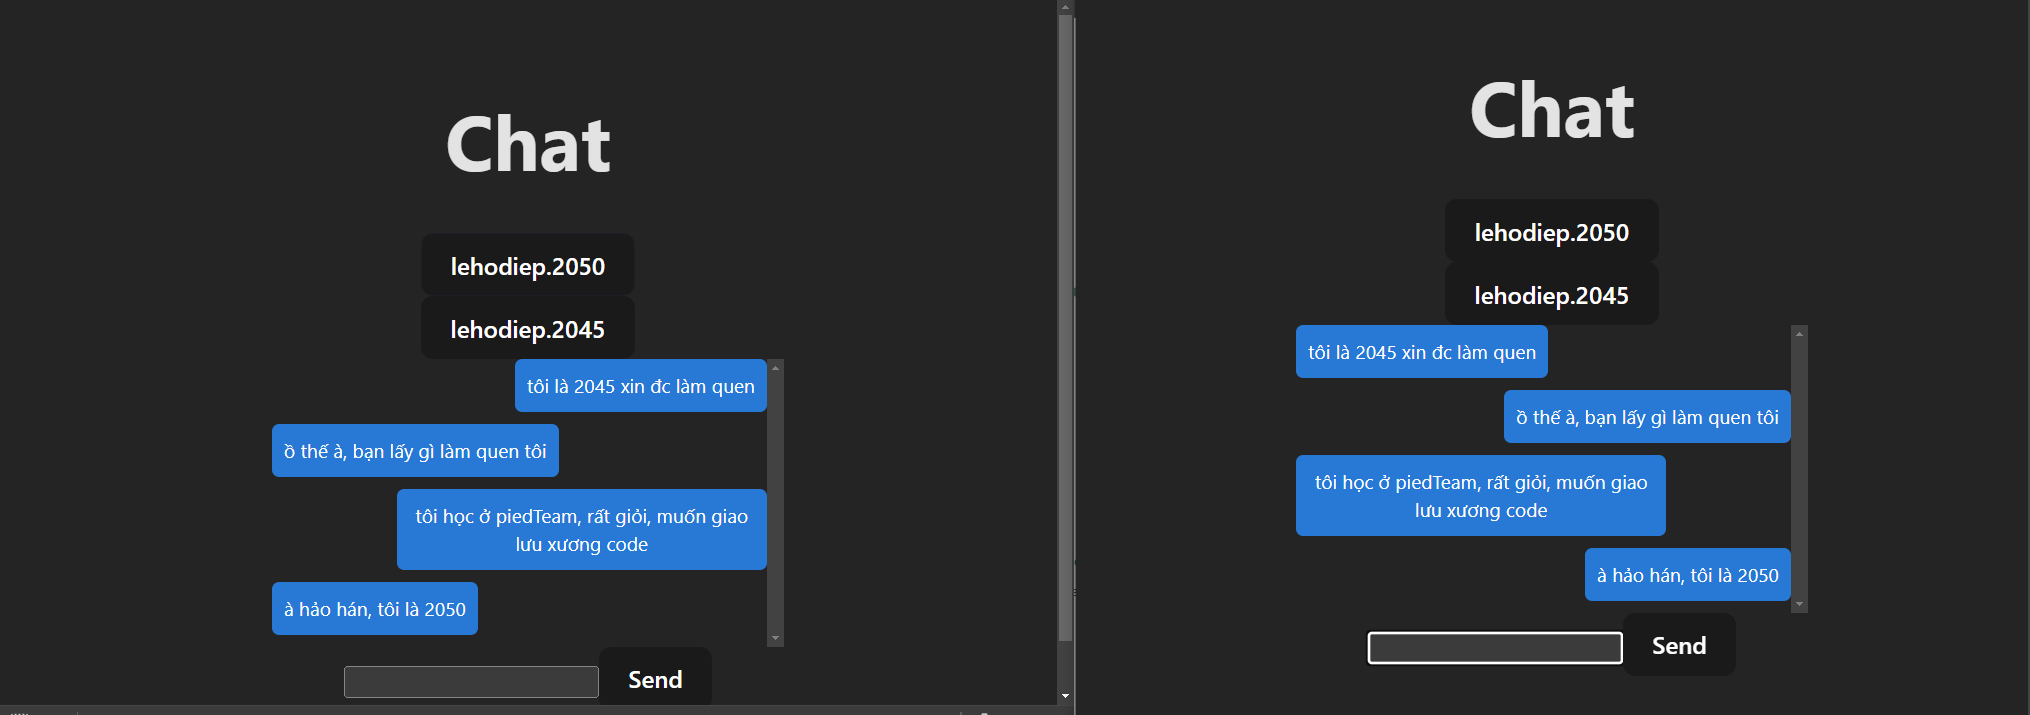 Chat
lehodiep.2050
lehodiep.2045
tôi là 2045 xin đc làm quen
ồ thế à, bạn lấy gì làm quen tôi
tôi học ở piedTeam, rất giỏi, muốn giao
lưu xương code
à hảo hán, tôi là 2050
Send
Chat
lehodiep.2050
lehodiep.2045
tôi là 2045 xin đc làm quen
ồ thế à, bạn lấy gì làm quen tôi
tôi học ở piedTeam, rất giỏi, muốn giao
lưu xương code
à hảo hán, tôi là 2050
Send